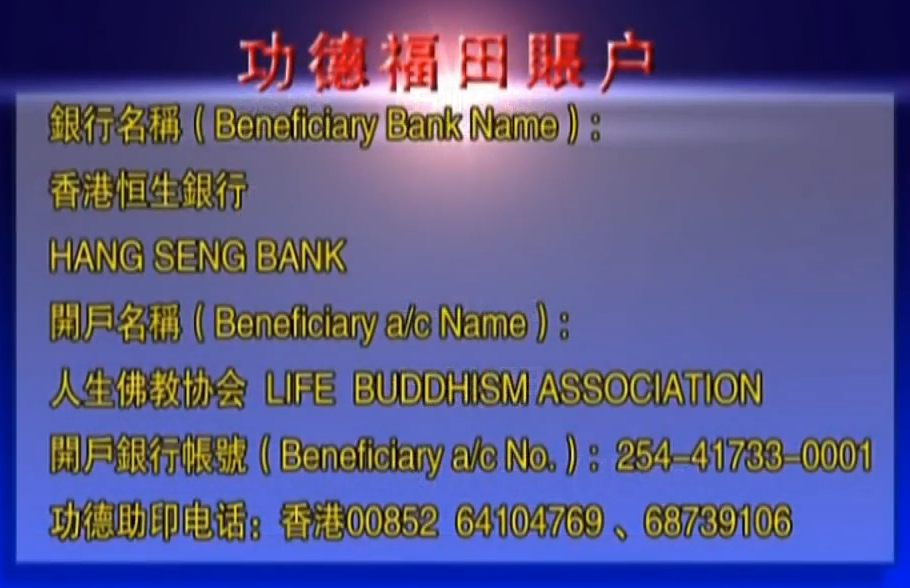 功德福田賬户
銀行名稱（Beneficiary Bank Name）：
香港恒生銀行
HANG SENG BANK
開戶名稱（Beneficiary a/c Name）：
人生佛教协会 LIFE BUDDHISM ASSOCIATION
開戶銀行帳號（Beneficiary a/c No.）：254-41733-0001
功德助印电话：香港00852 64104769 、68739106